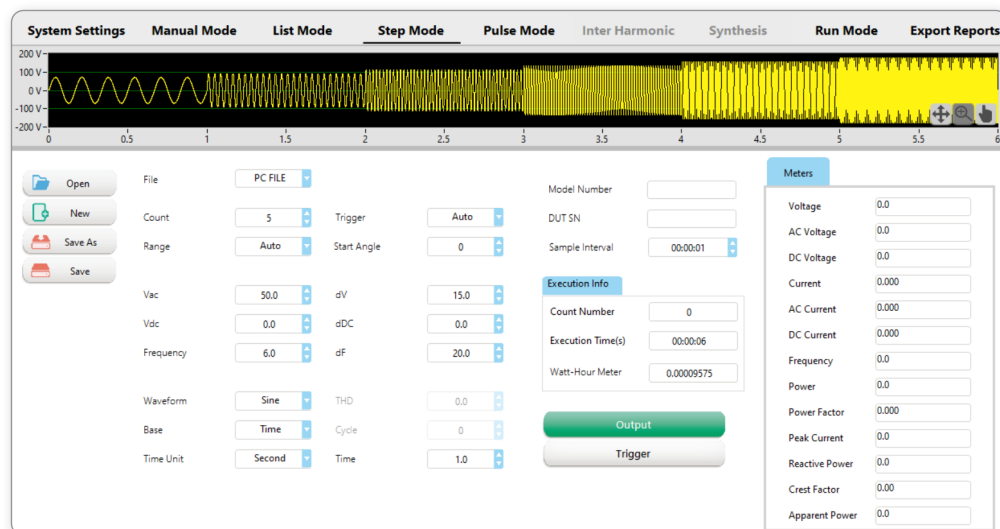 System Settings Manual Mode List Mode Step Mode Pulse Mode Inter Harmonic Synthesis Run Mode Export Reports
200 V
100 V
0 V
-100 V
-200 V
0 0.5 1 1.5 2 2.5 3 3.5 4 4.5 5 5.5 6
Open
New
Save As
Save
File PC FILE
Count 5 Trigger Auto
Range Auto Start Angle 0
Vac 50.0 dV 15.0
Vdc 0.0 dDC 0.0
Frequency 6.0 dF 20.0
Waveform Sine THD 0.0
Base Time Cycle 0
Time Unit Second Time 1.0
Model Number
DUT SN
Sample Interval 00:00:01
Execution Info
Count Number 0
Execution Time(s) 00:00:06
Watt-Hour Meter 0.00009575
Output
Trigger
Meters
Voltage 0.0
AC Voltage 0.0
DC Voltage 0.0
Current 0.000
AC Current 0.000
DC Current 0.000
Frequency 0.0
Power 0.0
Power Factor 0.000
Peak Current 0.0
Reactive Power 0.0
Crest Factor 0.00
Apparent Power 0.0